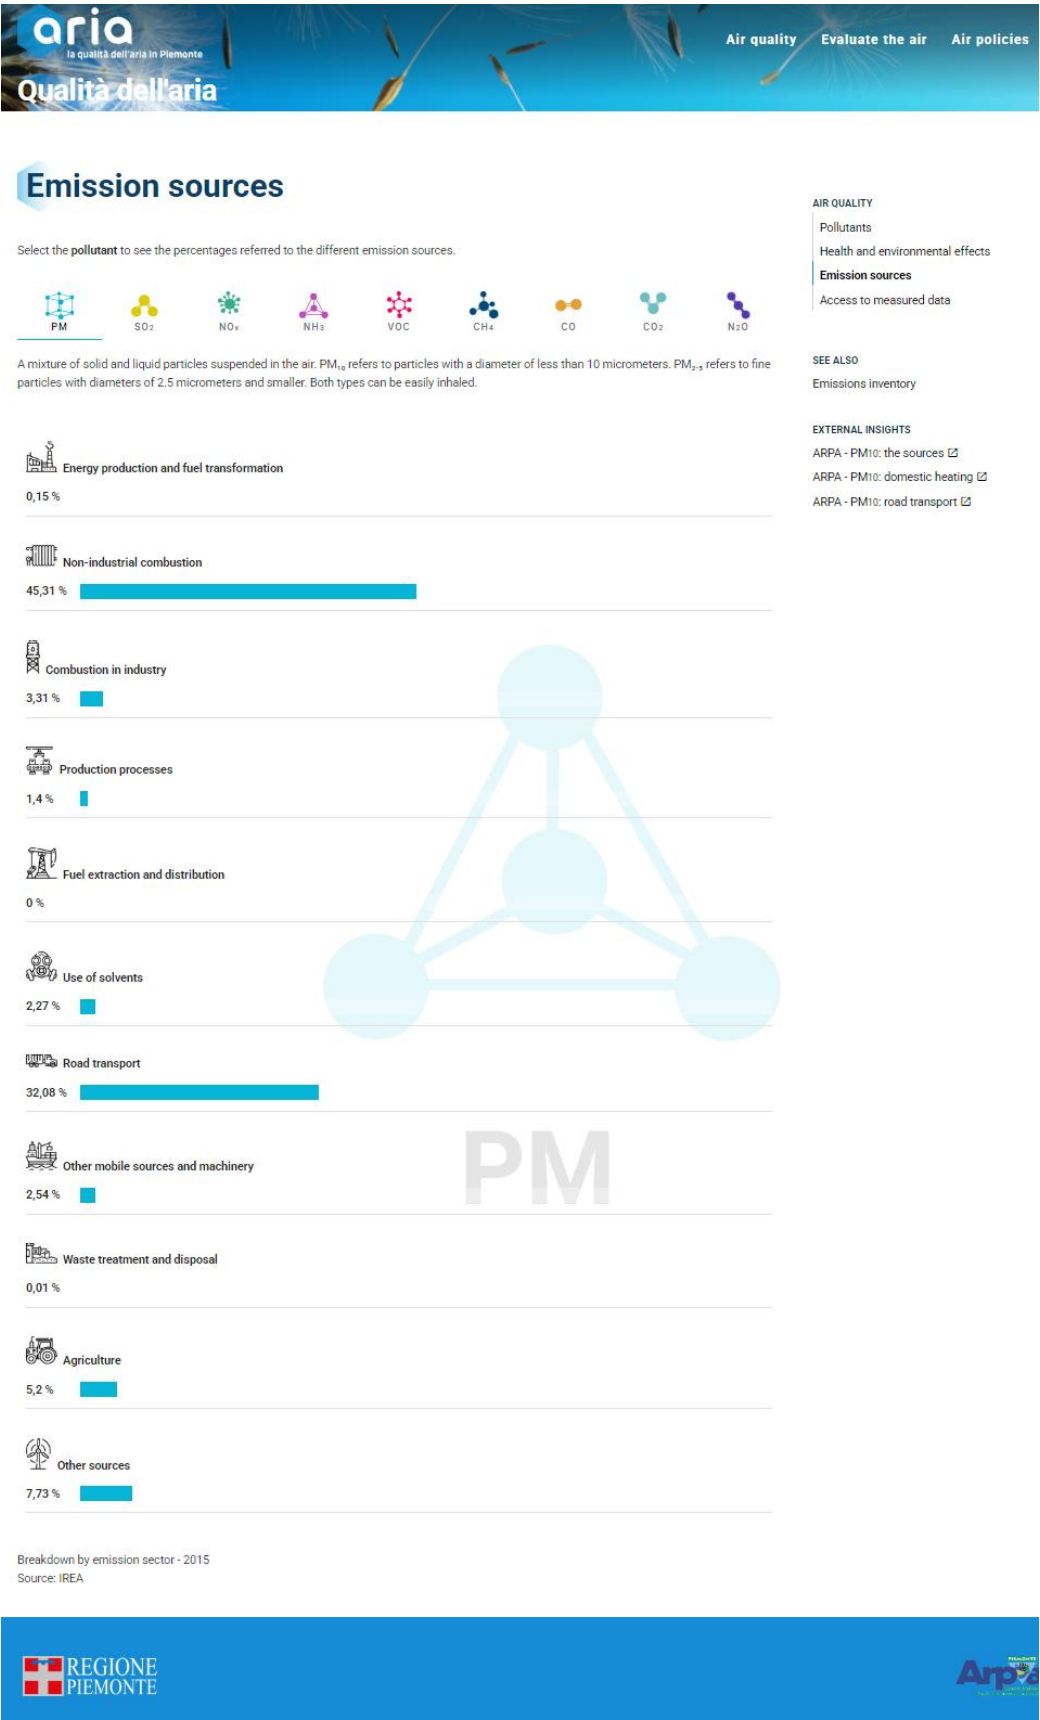 aria
la qualità dell'aria in Piemonte
Qualità dell'aria
Air quality Evaluate the air Air policies
Emission sources
Select the pollutant to see the percentages referred to the different emission sources.
PM SO₂ NOₓ NH₃ VOC CH₄ CO CO₂ N₂O
A mixture of solid and liquid particles suspended in the air. PM₁₀ refers to particles with a diameter of less than 10 micrometers. PM₂.₅ refers to fine
particles with diameters of 2.5 micrometers and smaller. Both types can be easily inhaled.
Energy production and fuel transformation
0,15 %
Non-industrial combustion
45,31 %
Combustion in industry
3,31 %
Production processes
1,4 %
Fuel extraction and distribution
0 %
Use of solvents
2,27 %
Road transport
32,08 %
Other mobile sources and machinery
2,54 %
Waste treatment and disposal
0,01 %
Agriculture
5,2 %
Other sources
7,73 %
PM
Breakdown by emission sector - 2015
Source: IREA
AIR QUALITY
Pollutants
Health and environmental effects
Emission sources
Access to measured data
SEE ALSO
Emissions inventory
EXTERNAL INSIGHTS
ARPA - PM10: the sources
ARPA - PM10: domestic heating
ARPA - PM10: road transport
REGIONE
PIEMONTE
Arpa